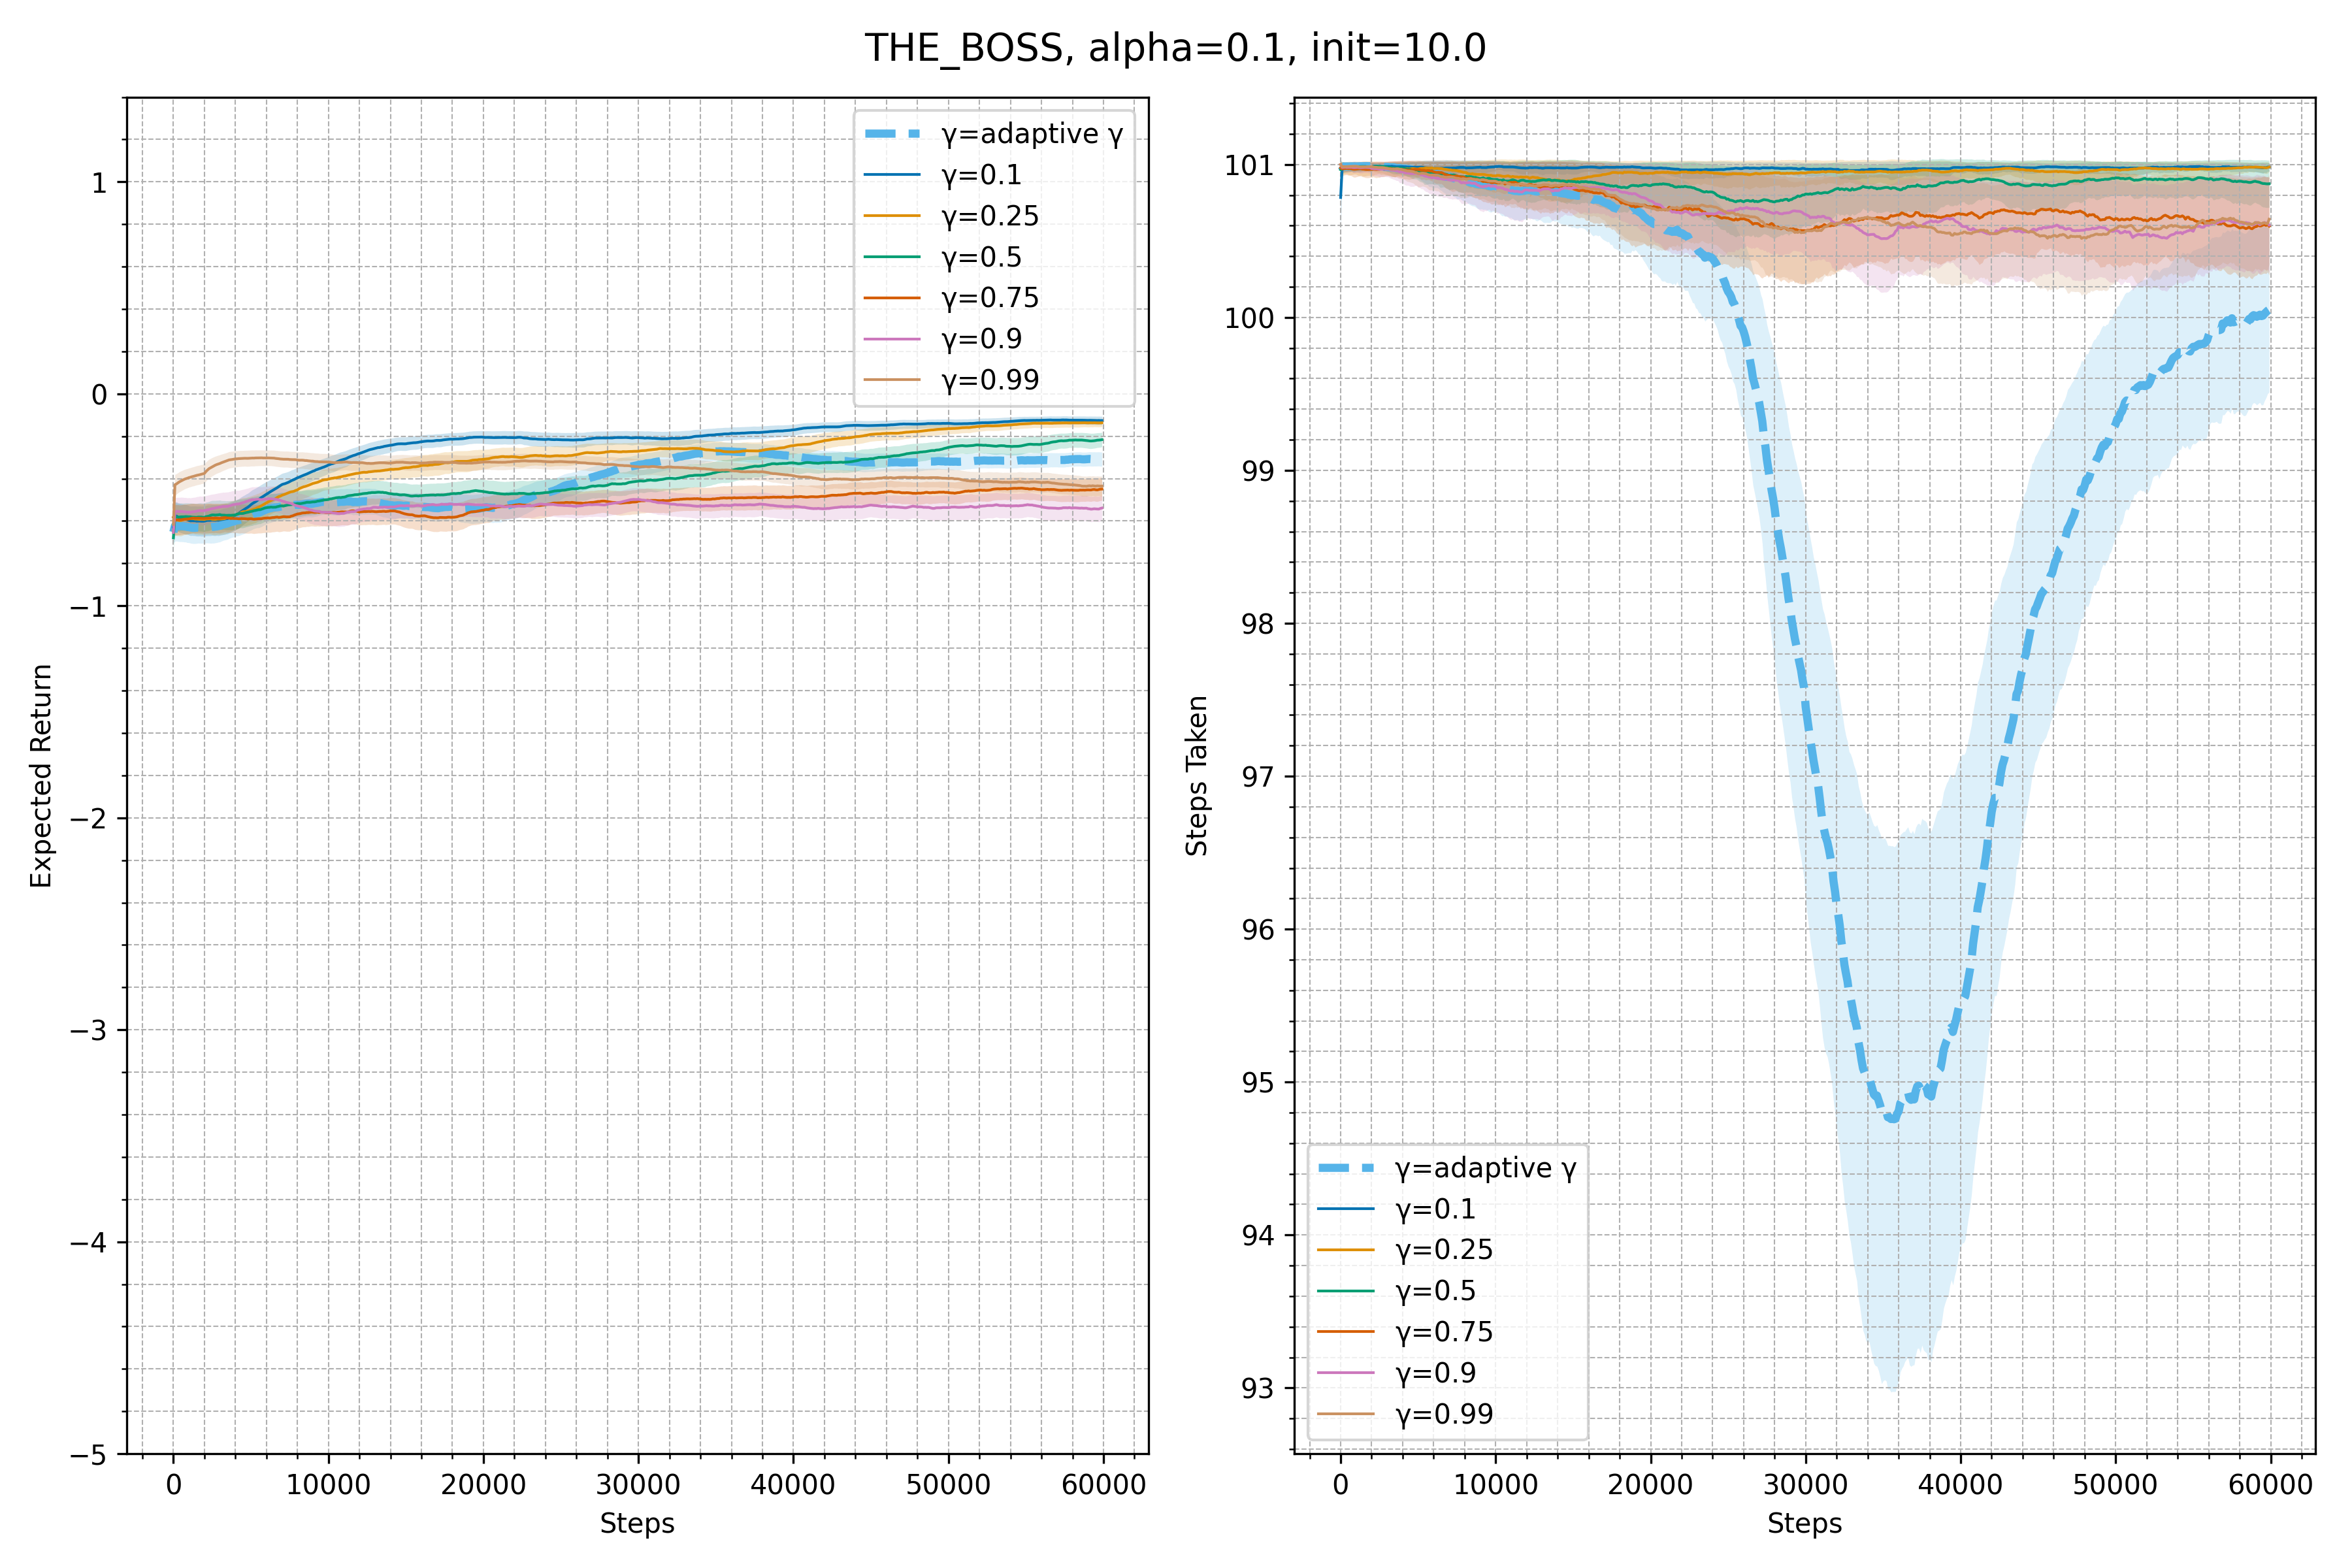 THE_BOSS, alpha=0.1, init=10.0
Expected Return
1
0
−1
−2
−3
−4
−5
0 10000 20000 30000 40000 50000 60000
Steps
γ=adaptive γ
γ=0.1
γ=0.25
γ=0.5
γ=0.75
γ=0.9
γ=0.99
Steps Taken
101
100
99
98
97
96
95
94
93
0 10000 20000 30000 40000 50000 60000
Steps
γ=adaptive γ
γ=0.1
γ=0.25
γ=0.5
γ=0.75
γ=0.9
γ=0.99